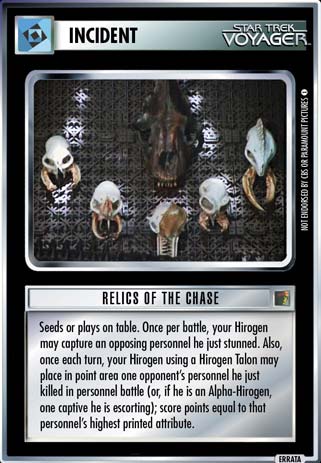 INCIDENT
STAR TREK
VOYAGER
NOT ENDORSED BY CBS OR PARAMOUNT PICTURES
RELICS OF THE CHASE
Seeds or plays on table. Once per battle, your Hirogen
may capture an opposing personnel he just stunned. Also,
once each turn, your Hirogen using a Hirogen Talon may
place in point area one opponent's personnel he just
killed in personnel battle (or, if he is an Alpha-Hirogen,
one captive he is escorting); score points equal to that
personnel's highest printed attribute.
ERRATA